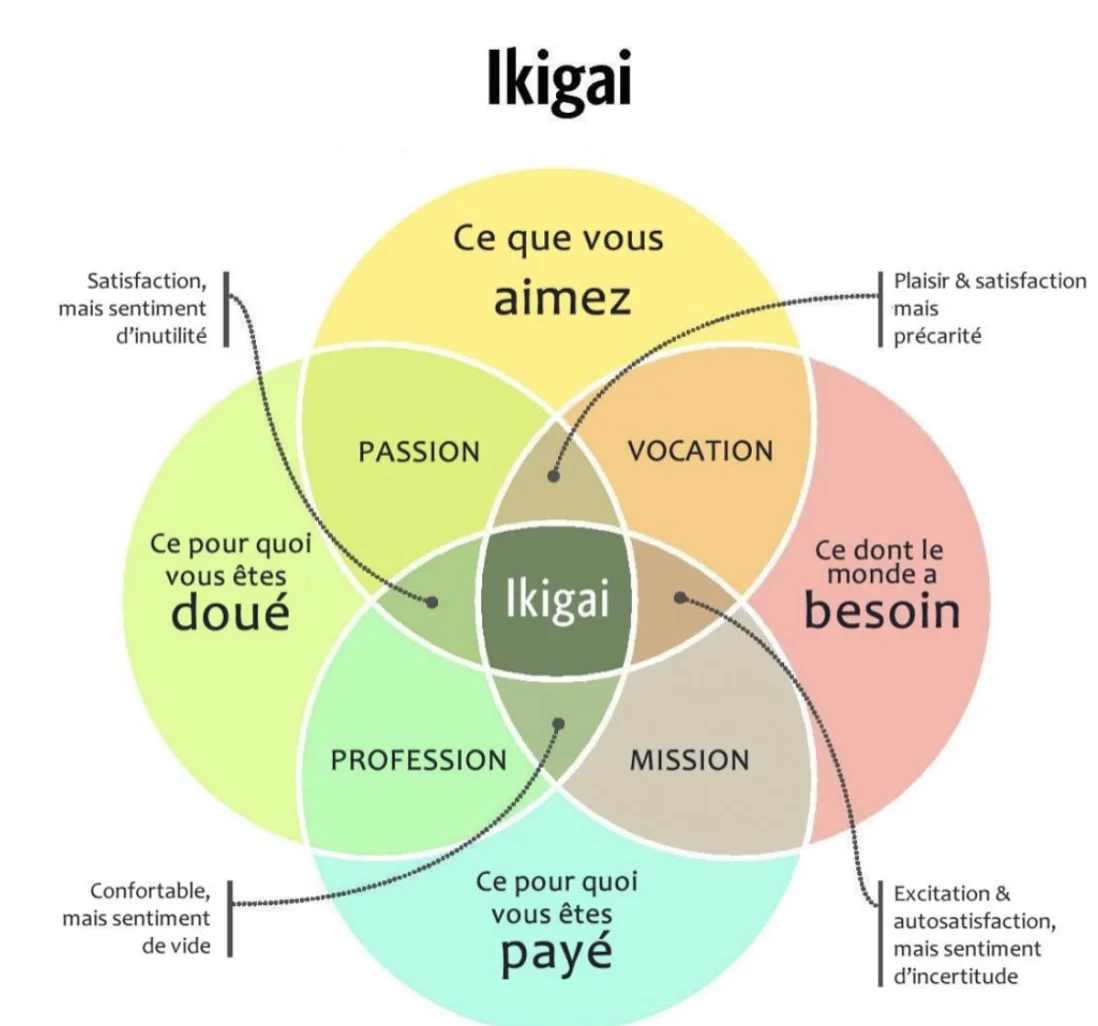 Ikigai
Ce que vous
aimez
Satisfaction,
mais sentiment
d’inutilité
Plaisir & satisfaction
mais
précarité
PASSION
VOCATION
Ce pour quoi
vous êtes
doué
Ikigai
Ce dont le
monde a
besoin
PROFESSION
MISSION
Ce pour quoi
vous êtes
payé
Confortable,
mais sentiment
de vide
Excitation &
autosatisfaction,
mais sentiment
d’incertitude